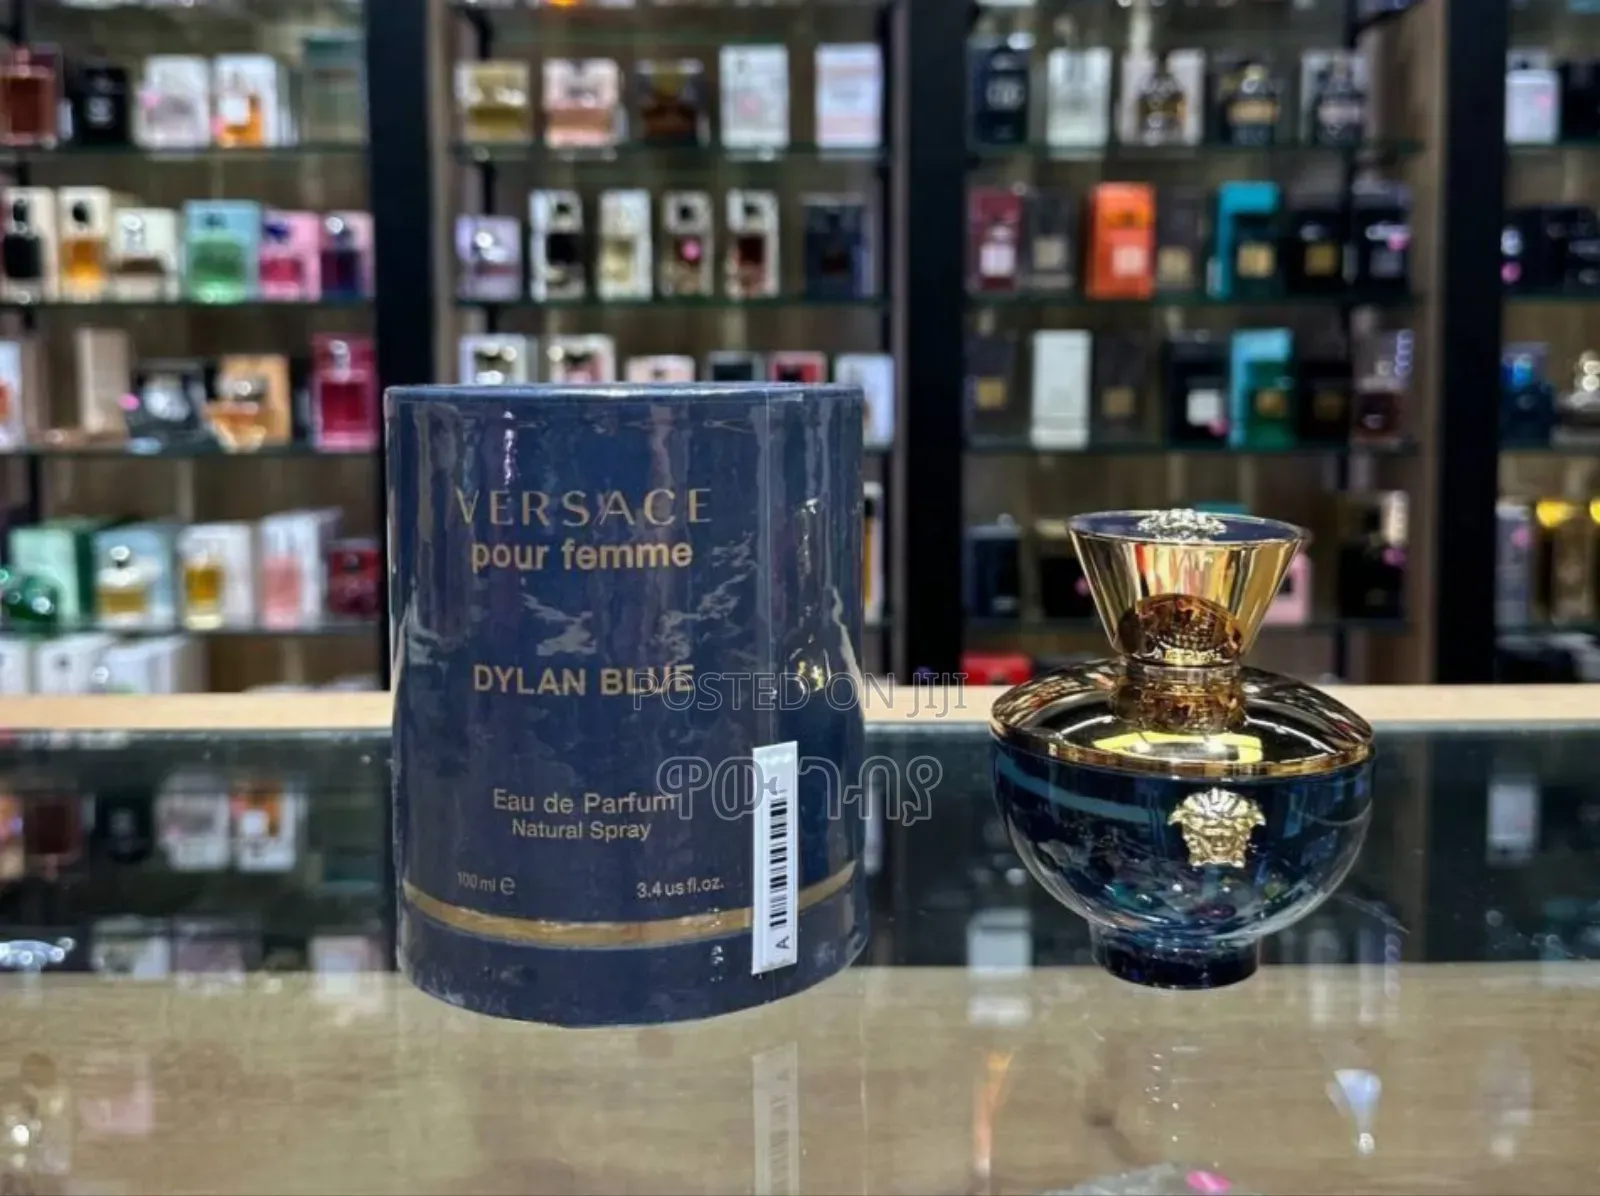 VERSACE
pour femme
DYLAN BLUE
POSTED ON JIJI
Eau de Parfum
Natural Spray
100 ml e
3.4 us fl.oz.
A